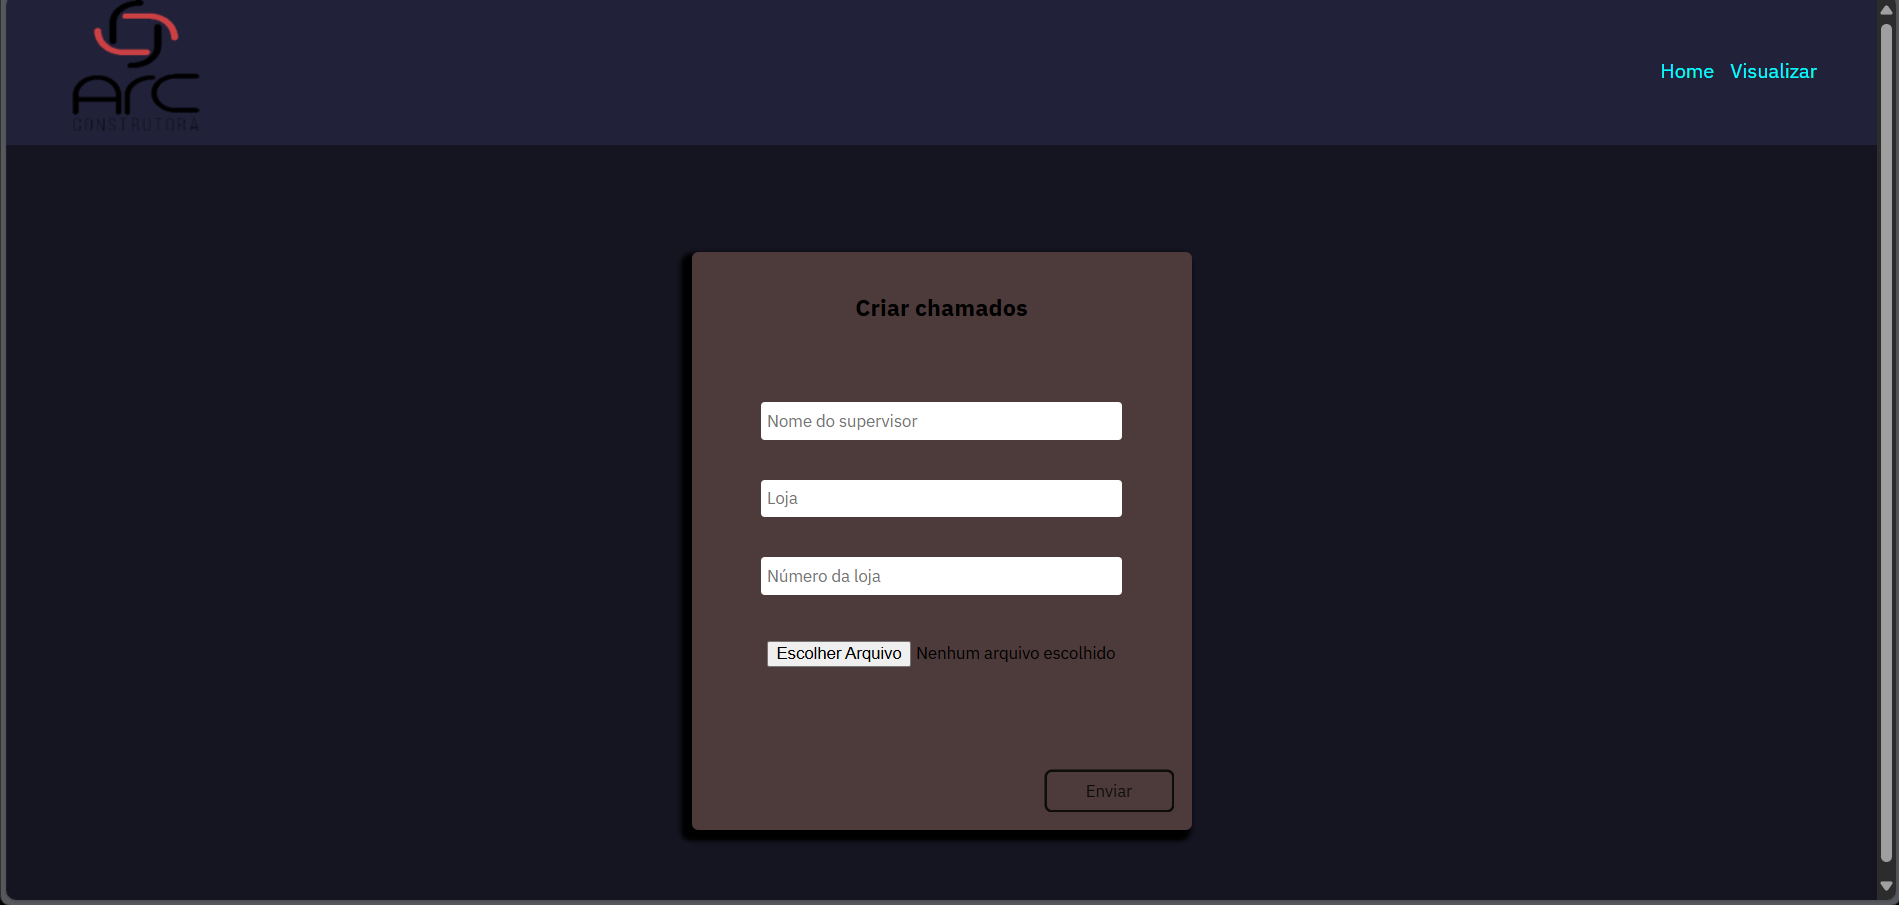 Arc
CONSTRUTORA
Home Visualizar
Criar chamados
Nome do supervisor
Loja
Número da loja
Escolher Arquivo Nenhum arquivo escolhido
Enviar